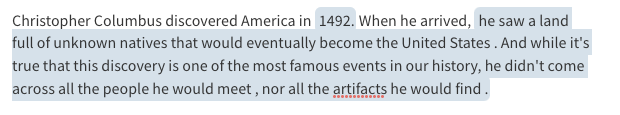 Christopher Columbus discovered America in 1492. When he arrived, he saw a land
full of unknown natives that would eventually become the United States . And while it's
true that this discovery is one of the most famous events in our history, he didn't come
across all the people he would meet , nor all the artifacts he would find .